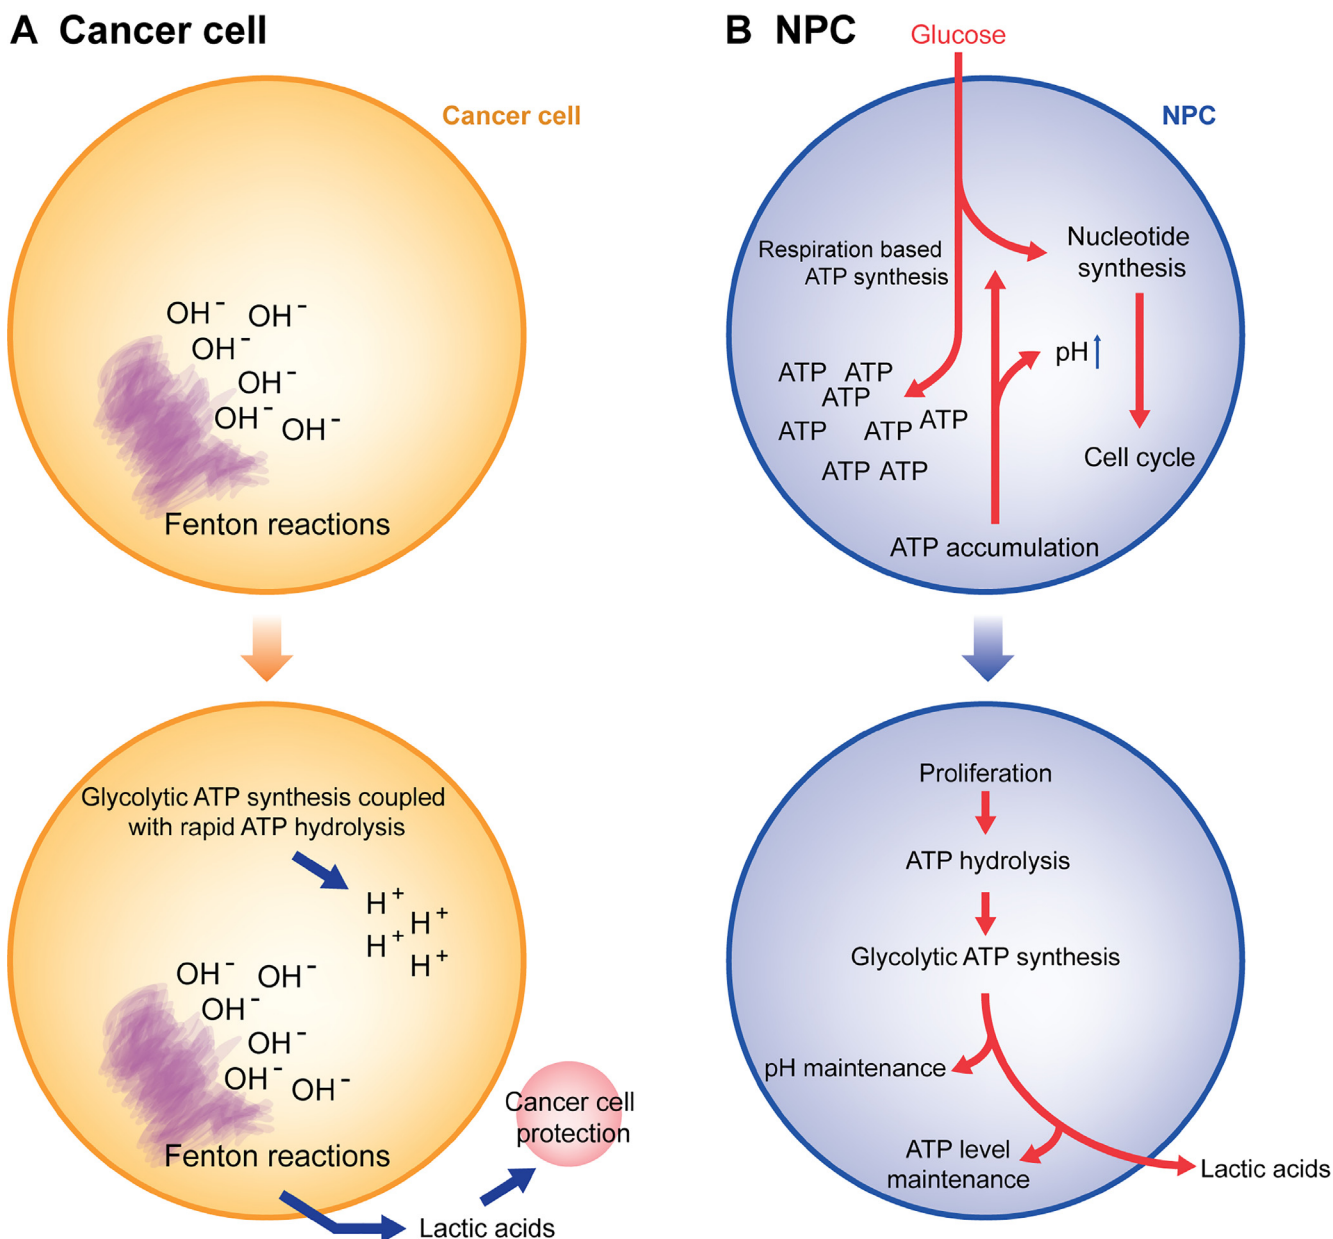 A Cancer cell
Cancer cell
OH-
OH-
OH-
OH-
OH-
OH-
Fenton reactions
Glycolytic ATP synthesis coupled
with rapid ATP hydrolysis
H+
H+
H+
H+
OH-
OH-
OH-
OH-
OH-
OH-
Fenton reactions
Cancer cell
protection
Lactic acids
B NPC
Glucose
NPC
Respiration based
ATP synthesis
Nucleotide
synthesis
pH
ATP ATP
ATP
ATP
ATP ATP
ATP ATP
Cell cycle
ATP accumulation
Proliferation
ATP hydrolysis
Glycolytic ATP synthesis
pH maintenance
ATP level
maintenance
Lactic acids